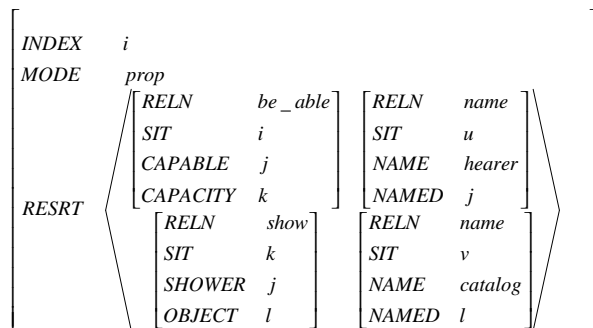 INDEX i
MODE prop
RELN be_able RELN name
SIT i SIT u
CAPABLE j NAME hearer
CAPACITY k NAMED j
RESRT
RELN show RELN name
SIT k SIT v
SHOWER j NAME catalog
OBJECT l NAMED l